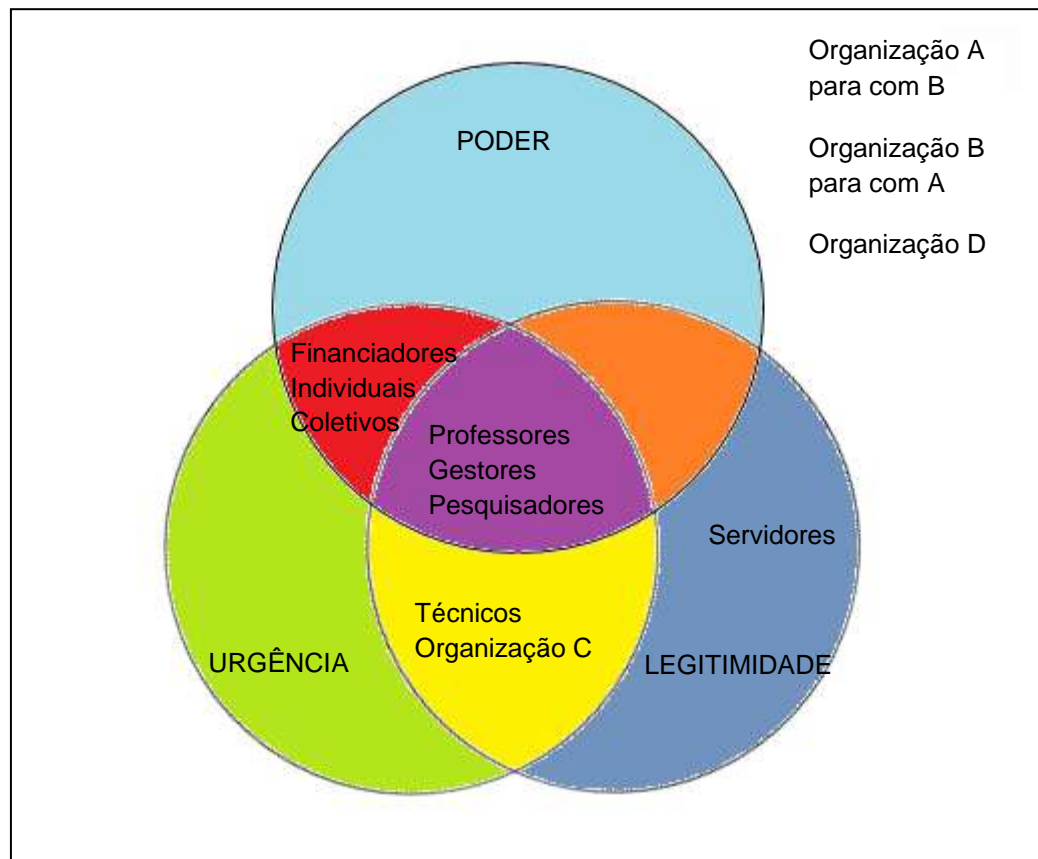 Organização A
para com B
Organização B
para com A
Organização D
PODER
Financiadores
Individuais
Coletivos
Professores
Gestores
Pesquisadores
Servidores
Técnicos
Organização C
URGÊNCIA
LEGITIMIDADE